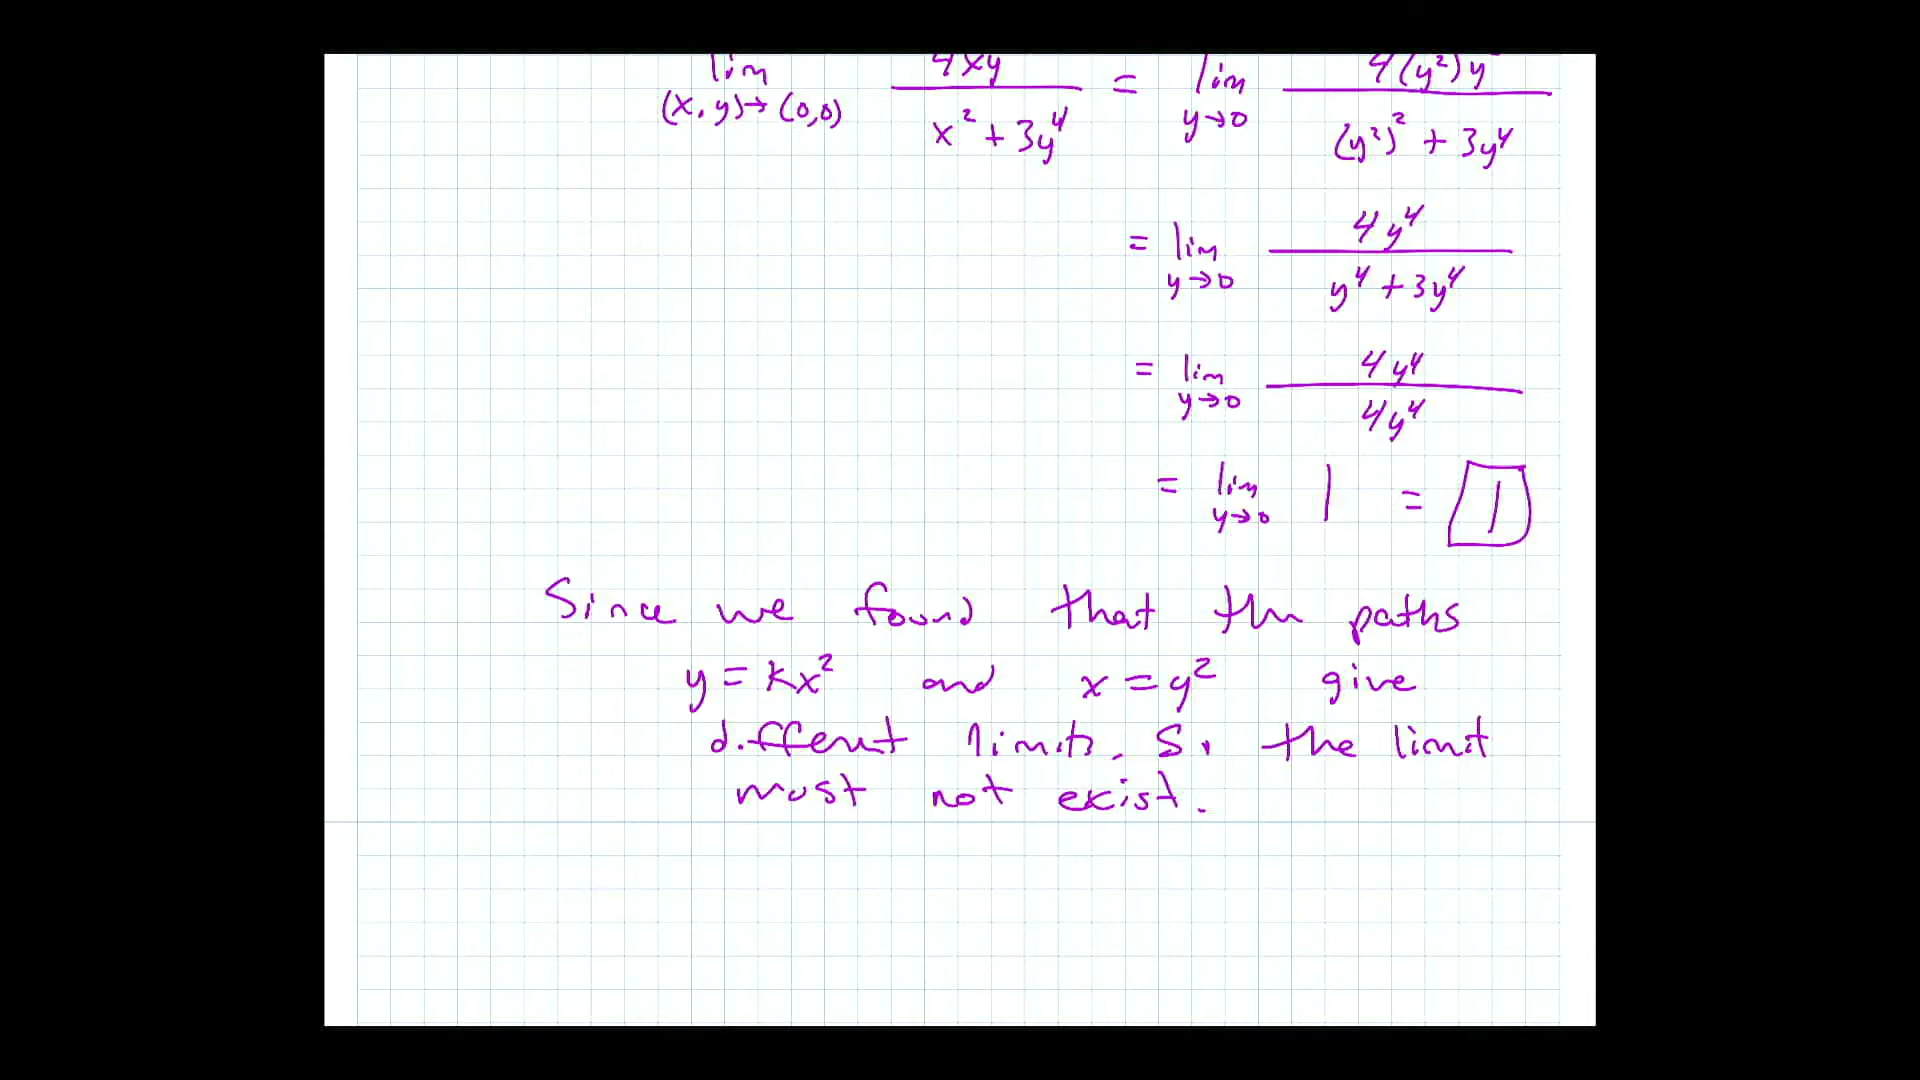 lim 4xy = lim 4(y²)y
(x,y)→(0,0) x² + 3y⁴ y→0 (y²)² + 3y⁴
= lim 4y⁴
y→0 y⁴ + 3y⁴
= lim 4y⁴
y→0 4y⁴
= lim 1 = 1
y→0
Since we found that the paths
y = kx² and x = y² give
different limits. So the limit
must not exist.